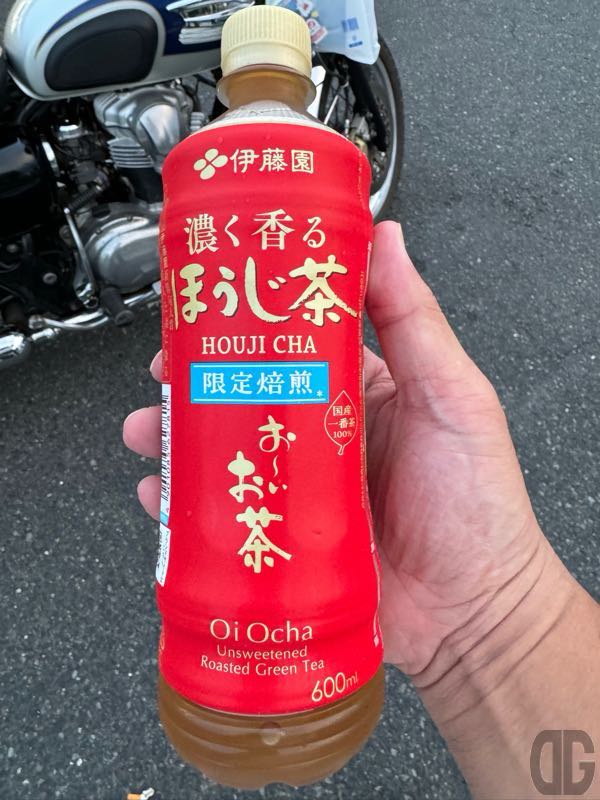 伊藤園
濃く香る
ほうじ茶
HOUJI CHA
限定焙煎*
国産
一番茶
100%
お～い
お茶
Oi Ocha
Unsweetened
Roasted Green Tea
600ml
DG